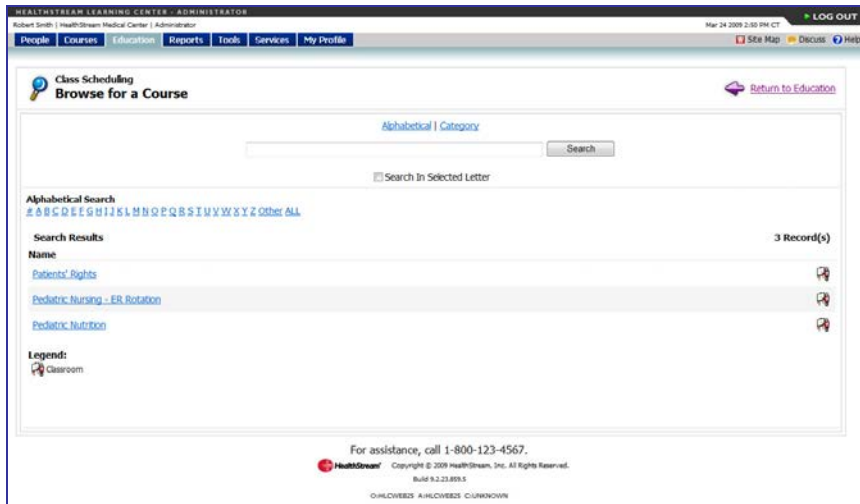 HEALTHSTREAM LEARNING CENTER - ADMINISTRATOR
LOG OUT
Robert Smith | HealthStream Medical Center | Administrator
Mar 24 2009 2:50 PM CT
People Courses Education Reports Tools Services My Profile
Site Map Discuss Help
Class Scheduling
Browse for a Course
Return to Education
Alphabetical | Category
Search
Search In Selected Letter
Alphabetical Search
# A B C D E F G H I J K L M N O P Q R S T U V W X Y Z Other ALL
Search Results 3 Record(s)
Name
Patients' Rights
Pediatric Nursing - ER Rotation
Pediatric Nutrition
Legend:
Classroom
For assistance, call 1-800-123-4567.
HealthStream Copyright © 2009 HealthStream, Inc. All Rights Reserved.
Build 9.2.23.859.5
O:HLCWEB25 A:HLCWEB25 C:UNKNOWN